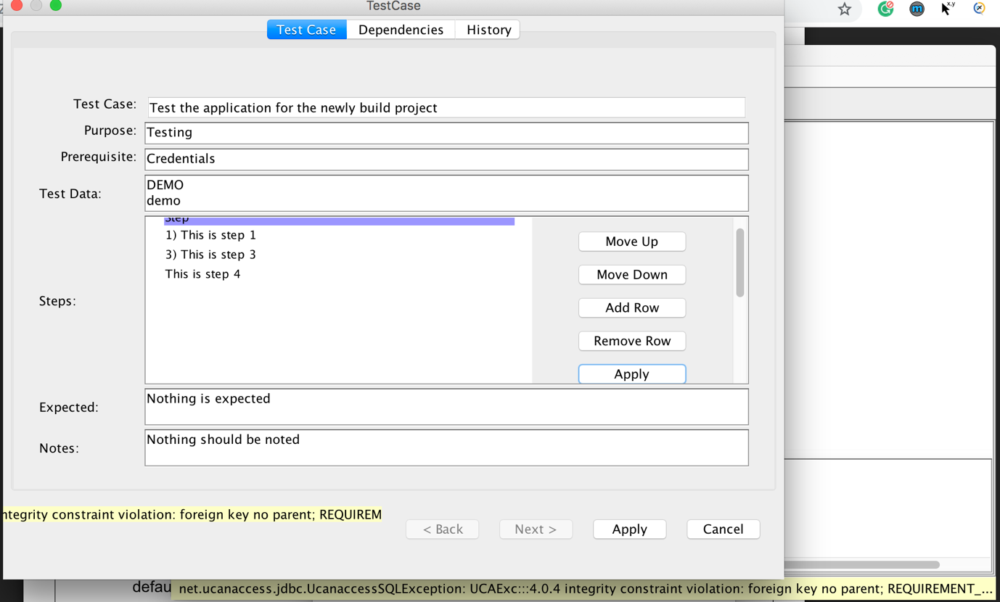 TestCase
Test Case Dependencies History
Test Case: Test the application for the newly build project
Purpose: Testing
Prerequisite: Credentials
Test Data: DEMO
demo
Step
1) This is step 1
3) This is step 3
This is step 4
Steps:
Move Up
Move Down
Add Row
Remove Row
Apply
Expected: Nothing is expected
Notes: Nothing should be noted
ntegrity constraint violation: foreign key no parent; REQUIREM
< Back Next > Apply Cancel
defau
net.ucanaccess.jdbc.UcanaccessSQLException: UCAExc:::4.0.4 integrity constraint violation: foreign key no parent; REQUIREMENT_...
m
x,y